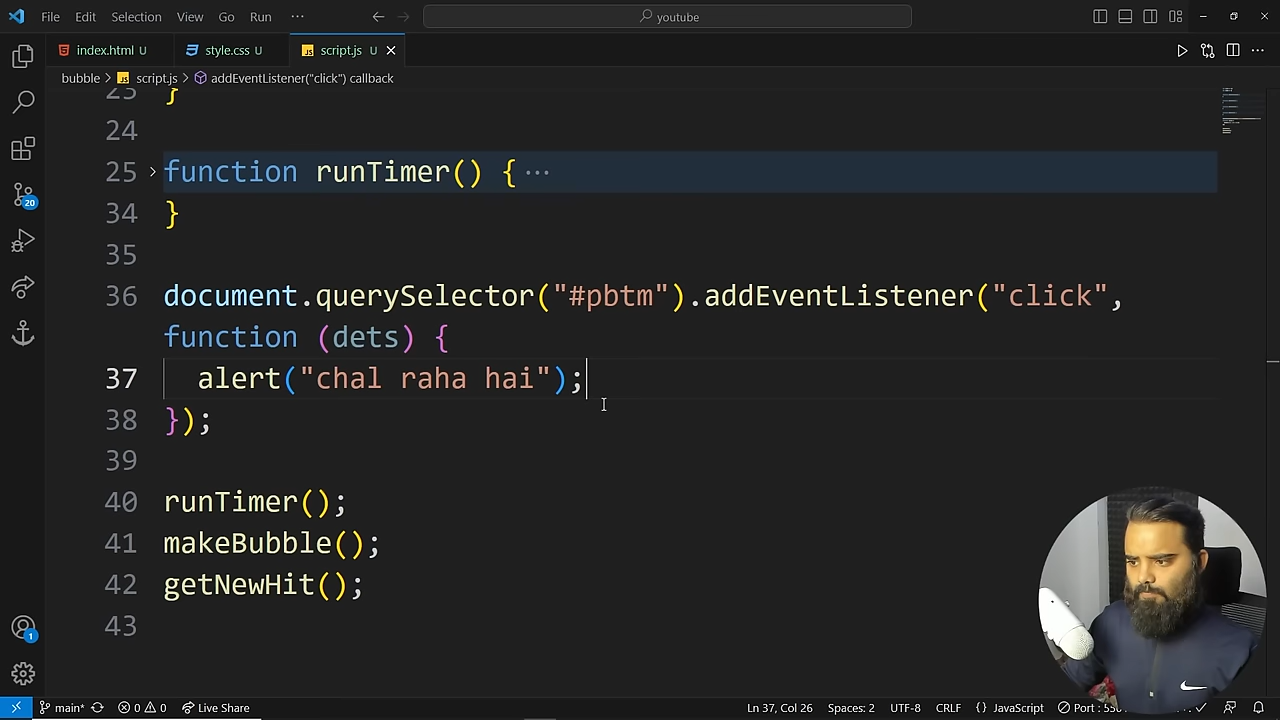 File Edit Selection View Go Run ··· youtube
index.html U style.css U script.js U
bubble > script.js > addEventListener("click") callback
23 }
24
25 function runTimer() { ···
34 }
35
36 document.querySelector("#pbtm").addEventListener("click",
function (dets) {
37 alert("chal raha hai");
38 });
39
40 runTimer();
41 makeBubble();
42 getNewHit();
43
20
1
main* 0 0 Live Share Ln 37, Col 26 Spaces: 2 UTF-8 CRLF {} JavaScript Port :